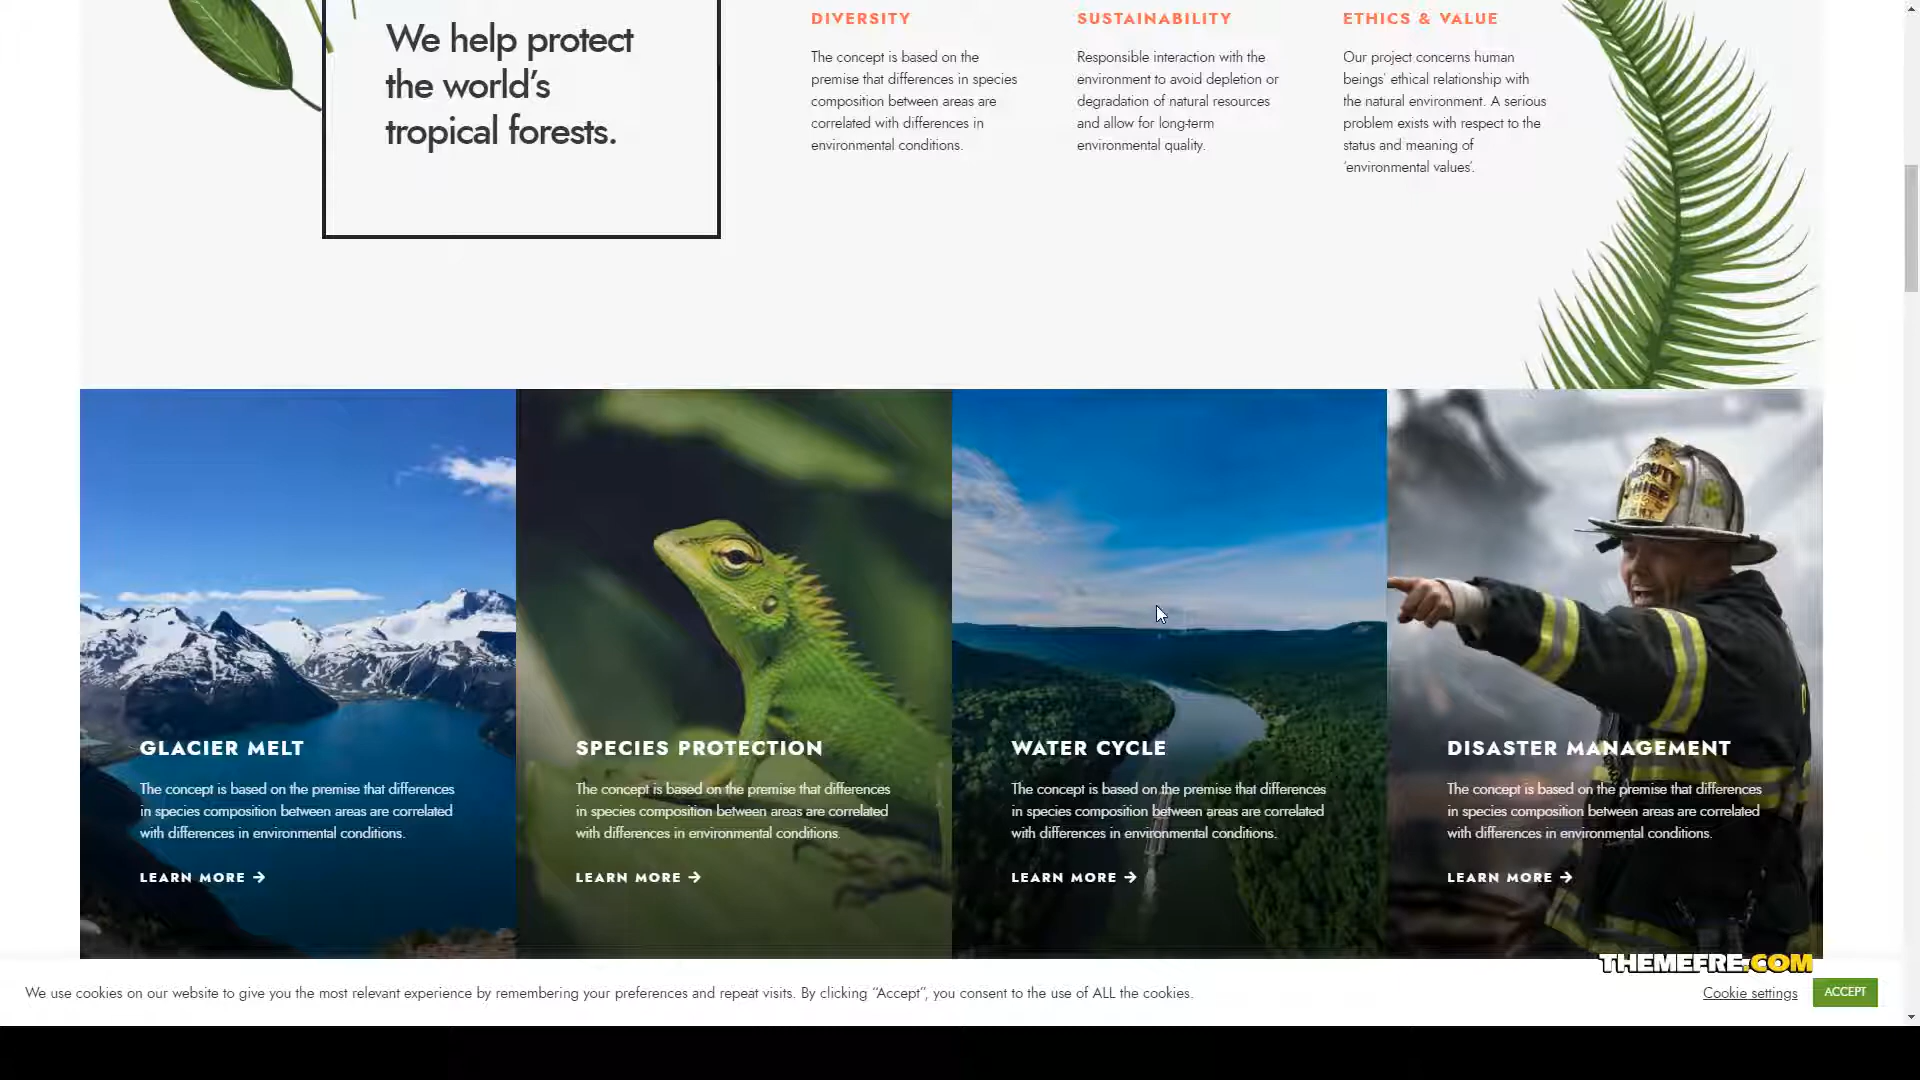 We help protect
the world's
tropical forests.
DIVERSITY
The concept is based on the
premise that differences in species
composition between areas are
correlated with differences in
environmental conditions.
SUSTAINABILITY
Responsible interaction with the
environment to avoid depletion or
degradation of natural resources
and allow for long-term
environmental quality.
ETHICS & VALUE
Our project concerns human
beings' ethical relationship with
the natural environment. A serious
problem exists with respect to the
status and meaning of
'environmental values'.
GLACIER MELT
The concept is based on the premise that differences
in species composition between areas are correlated
with differences in environmental conditions.
LEARN MORE →
SPECIES PROTECTION
The concept is based on the premise that differences
in species composition between areas are correlated
with differences in environmental conditions.
LEARN MORE →
WATER CYCLE
The concept is based on the premise that differences
in species composition between areas are correlated
with differences in environmental conditions.
LEARN MORE →
DEPUTY
CHIEF
DISASTER MANAGEMENT
The concept is based on the premise that differences
in species composition between areas are correlated
with differences in environmental conditions.
LEARN MORE →
THEMEFRE.COM
We use cookies on our website to give you the most relevant experience by remembering your preferences and repeat visits. By clicking “Accept”, you consent to the use of ALL the cookies.
Cookie settings
ACCEPT